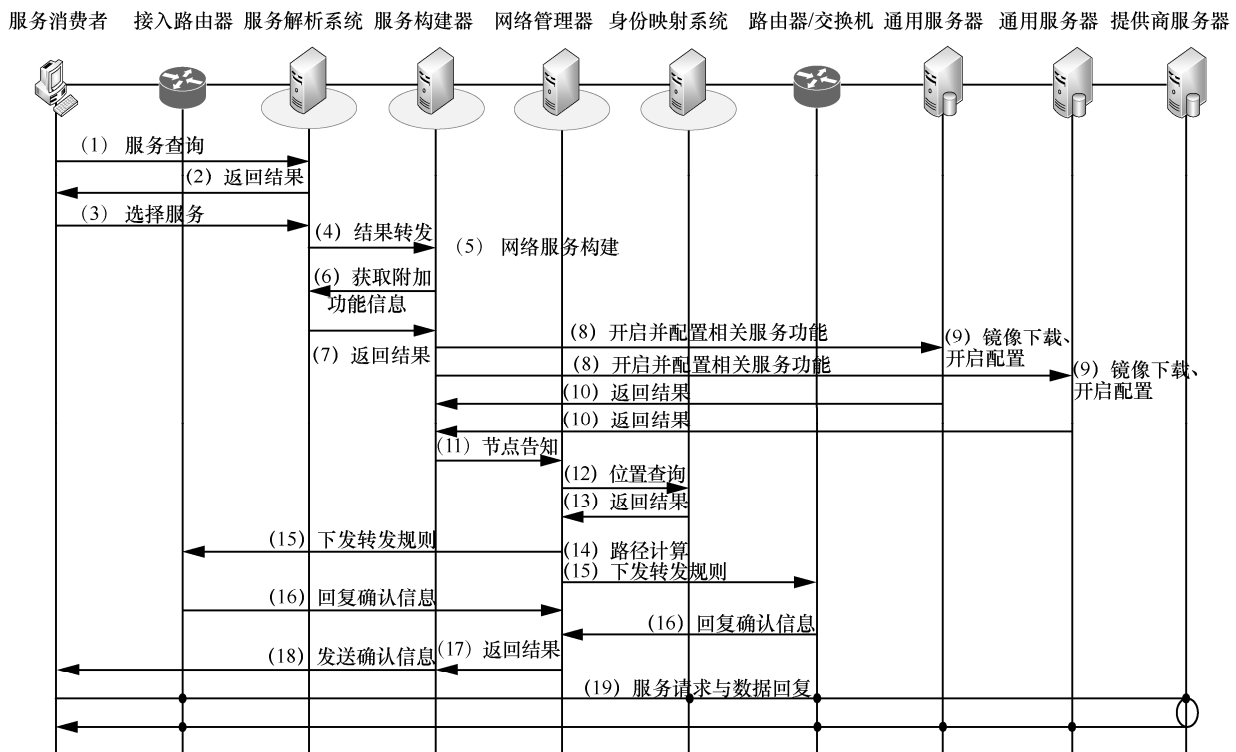 服务消费者 接入路由器 服务解析系统 服务构建器 网络管理器 身份映射系统 路由器/交换机 通用服务器 通用服务器 提供商服务器
(1) 服务查询
(2) 返回结果
(3) 选择服务
(4) 结果转发
(5) 网络服务构建
(6) 获取附加
功能信息
(7) 返回结果
(8) 开启并配置相关服务功能
(9) 镜像下载、
开启配置
(8) 开启并配置相关服务功能
(9) 镜像下载、
开启配置
(10) 返回结果
(10) 返回结果
(11) 节点告知
(12) 位置查询
(13) 返回结果
(15) 下发转发规则
(14) 路径计算
(15) 下发转发规则
(16) 回复确认信息
(16) 回复确认信息
(17) 返回结果
(18) 发送确认信息
(19) 服务请求与数据回复